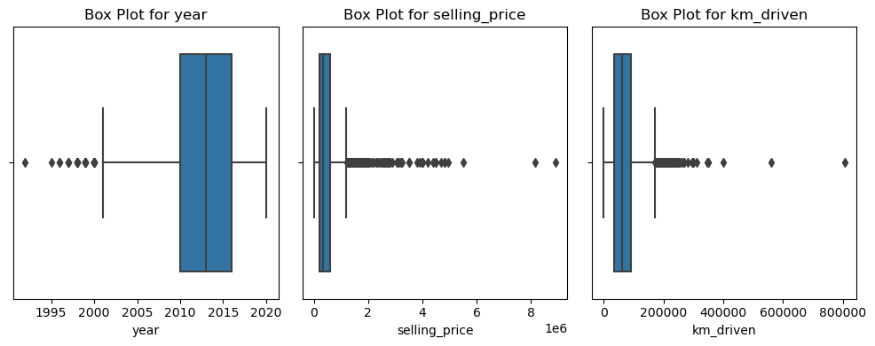 Box Plot for year
1995 2000 2005 2010 2015 2020
year
Box Plot for selling_price
0 2 4 6 8
1e6
selling_price
Box Plot for km_driven
0 200000 400000 600000 800000
km_driven